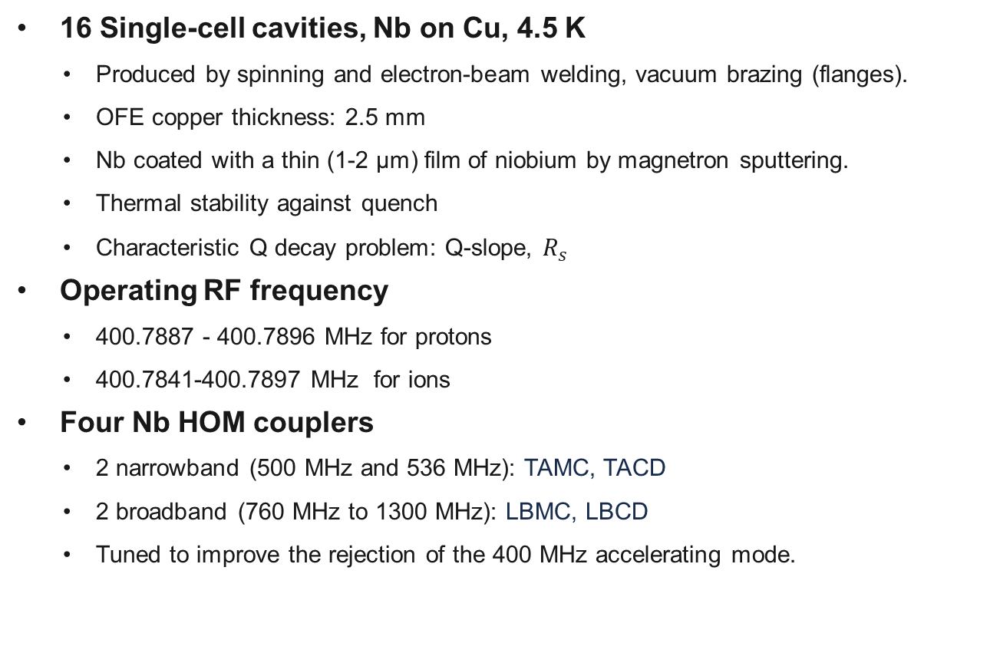 • 16 Single-cell cavities, Nb on Cu, 4.5 K
• Produced by spinning and electron-beam welding, vacuum brazing (flanges).
• OFE copper thickness: 2.5 mm
• Nb coated with a thin (1-2 µm) film of niobium by magnetron sputtering.
• Thermal stability against quench
• Characteristic Q decay problem: Q-slope, R_s
• Operating RF frequency
• 400.7887 - 400.7896 MHz for protons
• 400.7841-400.7897 MHz for ions
• Four Nb HOM couplers
• 2 narrowband (500 MHz and 536 MHz): TAMC, TACD
• 2 broadband (760 MHz to 1300 MHz): LBMC, LBCD
• Tuned to improve the rejection of the 400 MHz accelerating mode.